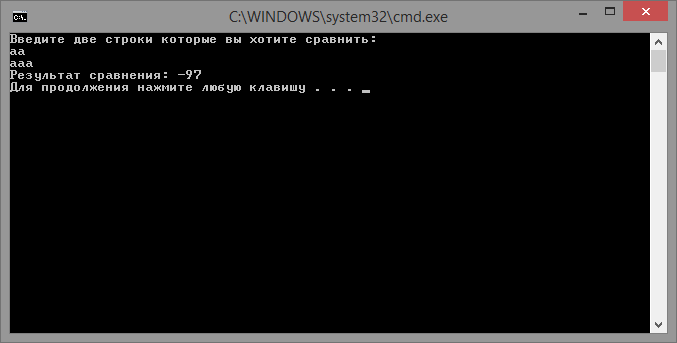 C:\WINDOWS\system32\cmd.exe
Введите две строки которые вы хотите сравнить:
aa
aaa
Результат сравнения: -97
Для продолжения нажмите любую клавишу . . . _